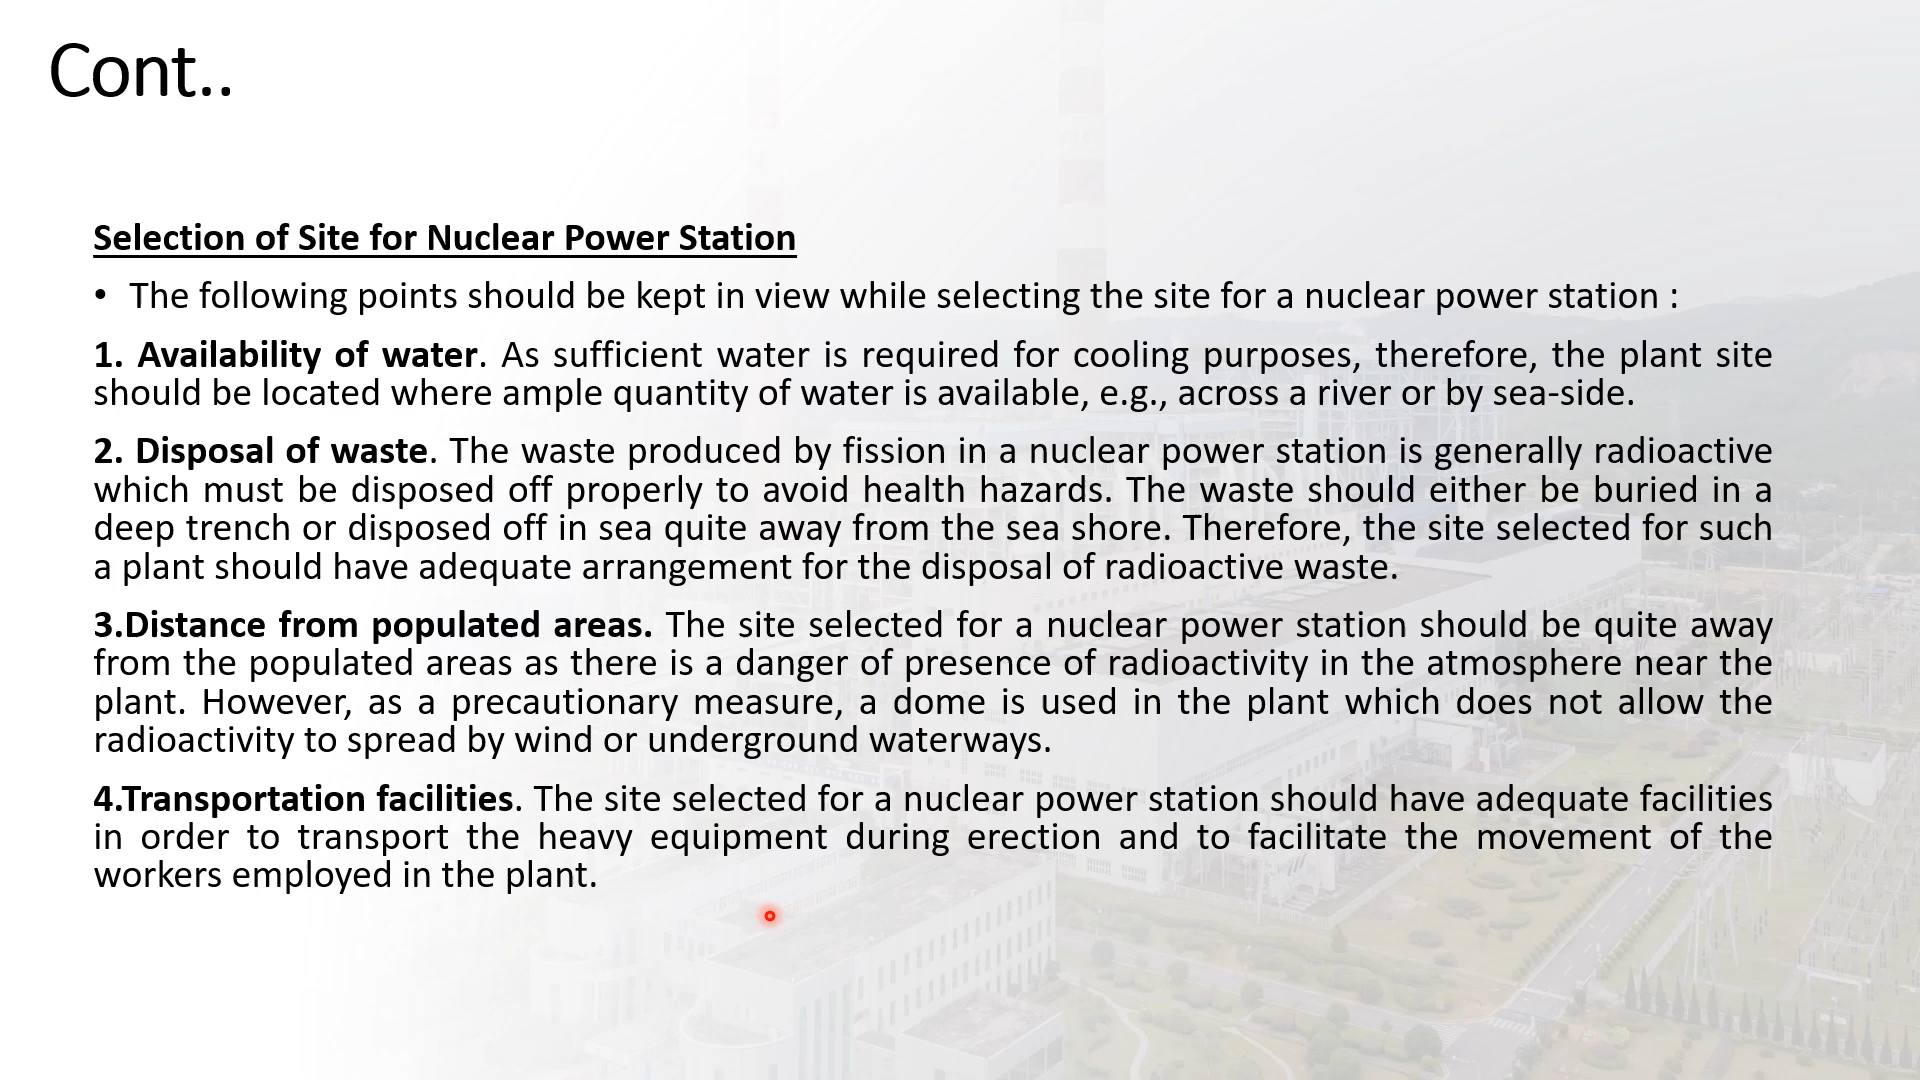 Cont..
Selection of Site for Nuclear Power Station
• The following points should be kept in view while selecting the site for a nuclear power station :
1. Availability of water. As sufficient water is required for cooling purposes, therefore, the plant site
should be located where ample quantity of water is available, e.g., across a river or by sea-side.
2. Disposal of waste. The waste produced by fission in a nuclear power station is generally radioactive
which must be disposed off properly to avoid health hazards. The waste should either be buried in a
deep trench or disposed off in sea quite away from the sea shore. Therefore, the site selected for such
a plant should have adequate arrangement for the disposal of radioactive waste.
3.Distance from populated areas. The site selected for a nuclear power station should be quite away
from the populated areas as there is a danger of presence of radioactivity in the atmosphere near the
plant. However, as a precautionary measure, a dome is used in the plant which does not allow the
radioactivity to spread by wind or underground waterways.
4.Transportation facilities. The site selected for a nuclear power station should have adequate facilities
in order to transport the heavy equipment during erection and to facilitate the movement of the
workers employed in the plant.